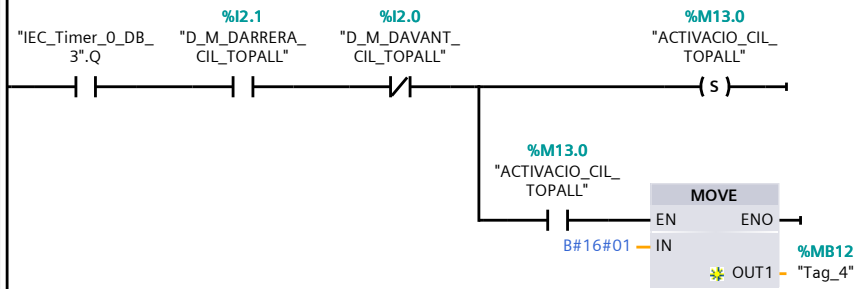 %I2.1
%I2.0
%M13.0
"IEC_Timer_0_DB_
3".Q
"D_M_DARRERA_
CIL_TOPALL"
"D_M_DAVANT_
CIL_TOPALL"
"ACTIVACIO_CIL_
TOPALL"
S
%M13.0
"ACTIVACIO_CIL_
TOPALL"
MOVE
EN
ENO
B#16#01
IN
%MB12
OUT1
"Tag_4"